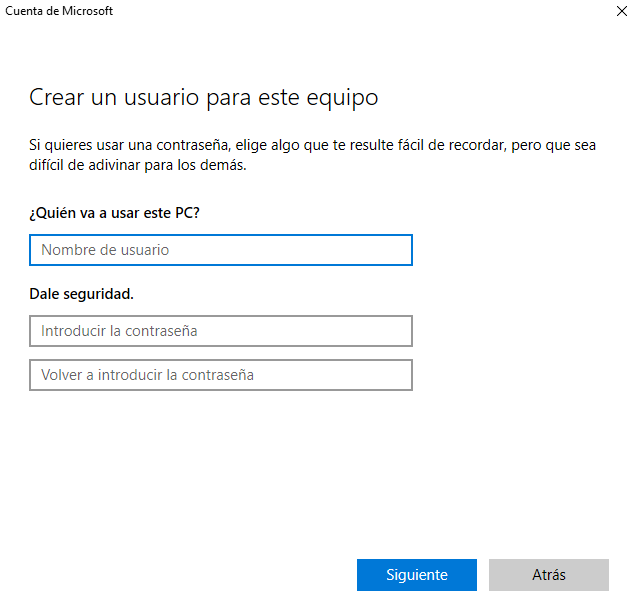 Cuenta de Microsoft
Crear un usuario para este equipo
Si quieres usar una contraseña, elige algo que te resulte fácil de recordar, pero que sea
difícil de adivinar para los demás.
¿Quién va a usar este PC?
Nombre de usuario
Dale seguridad.
Introducir la contraseña
Volver a introducir la contraseña
Siguiente
Atrás